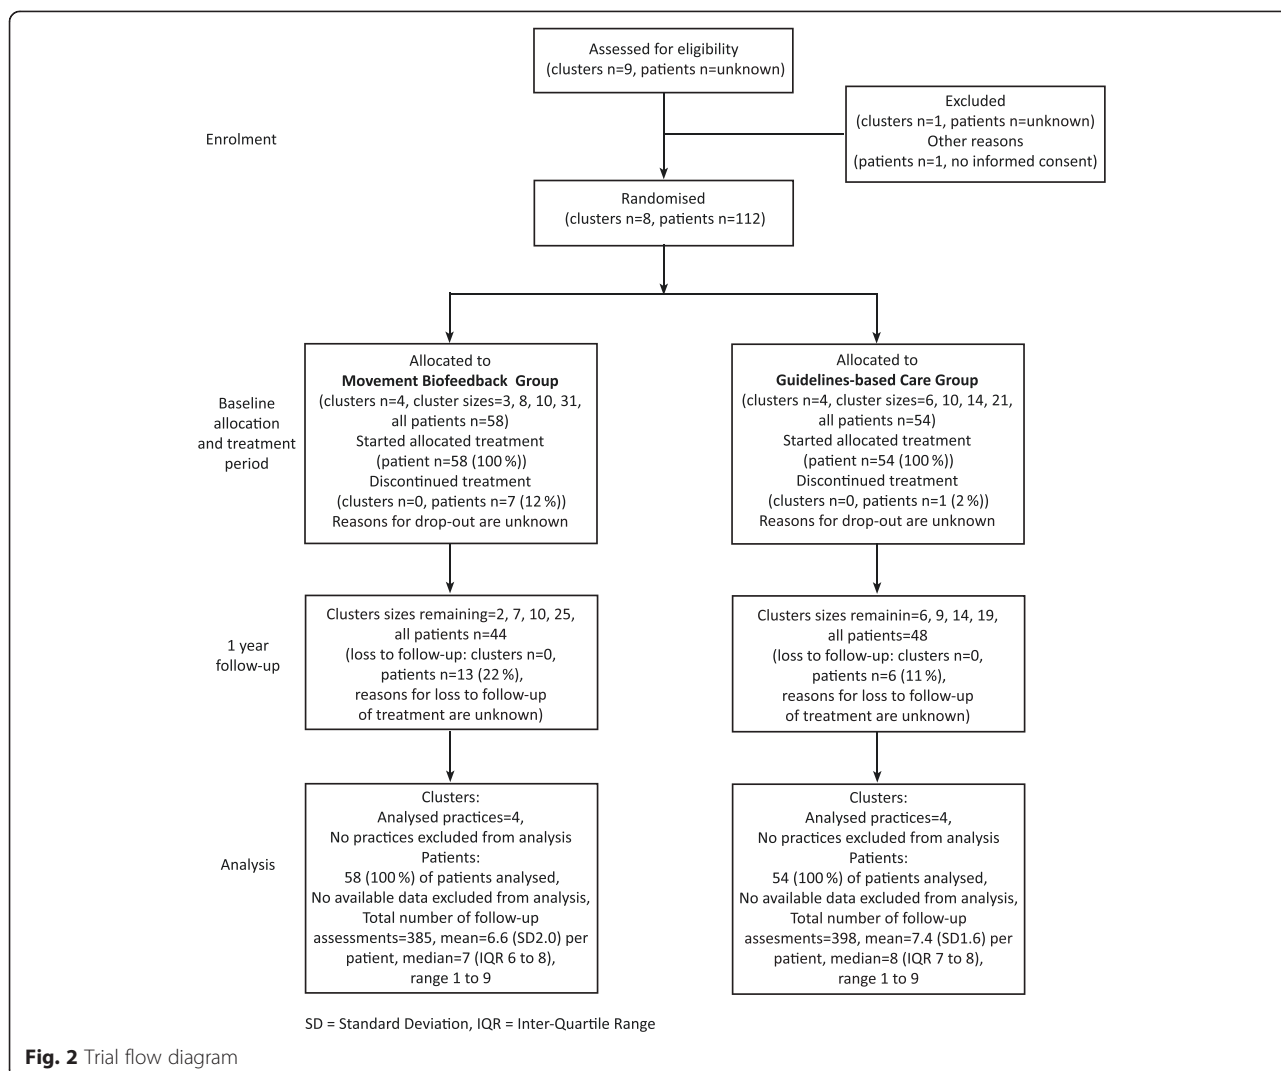 Assessed for eligibility
(clusters n=9, patients n=unknown)
Excluded
(clusters n=1, patients n=unknown)
Other reasons
(patients n=1, no informed consent)
Enrolment
Randomised
(clusters n=8, patients n=112)
Baseline
allocation
and treatment
period
Allocated to
Movement Biofeedback Group
(clusters n=4, cluster sizes=3, 8, 10, 31,
all patients n=58)
Started allocated treatment
(patient n=58 (100 %))
Discontinued treatment
(clusters n=0, patients n=7 (12 %))
Reasons for drop-out are unknown
Allocated to
Guidelines-based Care Group
(clusters n=4, cluster sizes=6, 10, 14, 21,
all patients n=54)
Started allocated treatment
(patient n=54 (100 %))
Discontinued treatment
(clusters n=0, patients n=1 (2 %))
Reasons for drop-out are unknown
1 year
follow-up
Clusters sizes remaining=2, 7, 10, 25,
all patients n=44
(loss to follow-up: clusters n=0,
patients n=13 (22 %),
reasons for loss to follow-up
of treatment are unknown)
Clusters sizes remainin=6, 9, 14, 19,
all patients=48
(loss to follow-up: clusters n=0,
patients n=6 (11 %),
reasons for loss to follow-up
of treatment are unknown)
Analysis
Clusters:
Analysed practices=4,
No practices excluded from analysis
Patients:
58 (100 %) of patients analysed,
No available data excluded from analysis,
Total number of follow-up
assessments=385, mean=6.6 (SD2.0) per
patient, median=7 (IQR 6 to 8),
range 1 to 9
Clusters:
Analysed practices=4,
No practices excluded from analysis
Patients:
54 (100 %) of patients analysed,
No available data excluded from analysis,
Total number of follow-up
assesments=398, mean=7.4 (SD1.6) per
patient, median=8 (IQR 7 to 8),
range 1 to 9
SD = Standard Deviation, IQR = Inter-Quartile Range
Fig. 2 Trial flow diagram